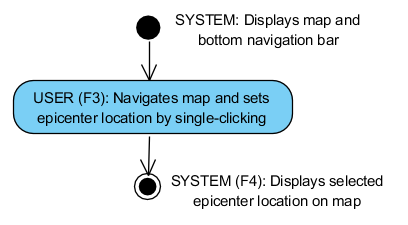 SYSTEM: Displays map and
bottom navigation bar
USER (F3): Navigates map and sets
epicenter location by single-clicking
SYSTEM (F4): Displays selected
epicenter location on map